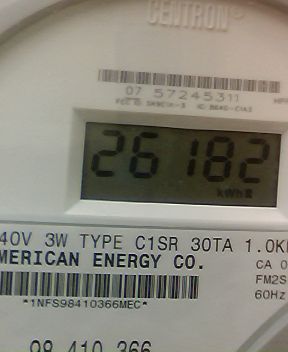 CENTRON®
07 57245311
26182
kWh
40V 3W TYPE C1SR 30TA 1.0K
MERICAN ENERGY CO.
CA 0
FM2S
60Hz
*1NFS98410366MEC*
98 410 366